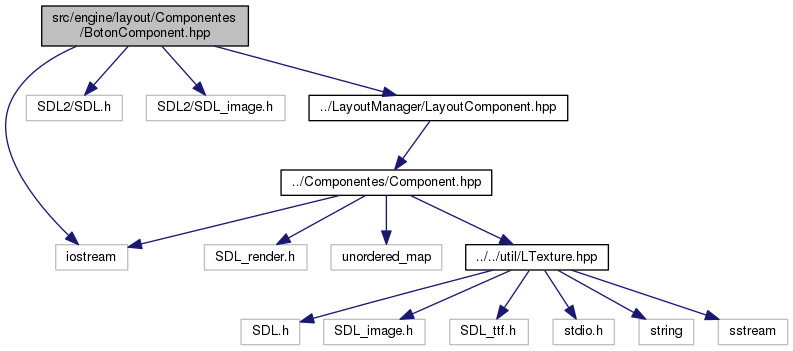 src/engine/layout/Componentes
/BotonComponent.hpp
SDL2/SDL.h
SDL2/SDL_image.h
../LayoutManager/LayoutComponent.hpp
../Componentes/Component.hpp
iostream
SDL_render.h
unordered_map
../../util/LTexture.hpp
SDL.h
SDL_image.h
SDL_ttf.h
stdio.h
string
sstream